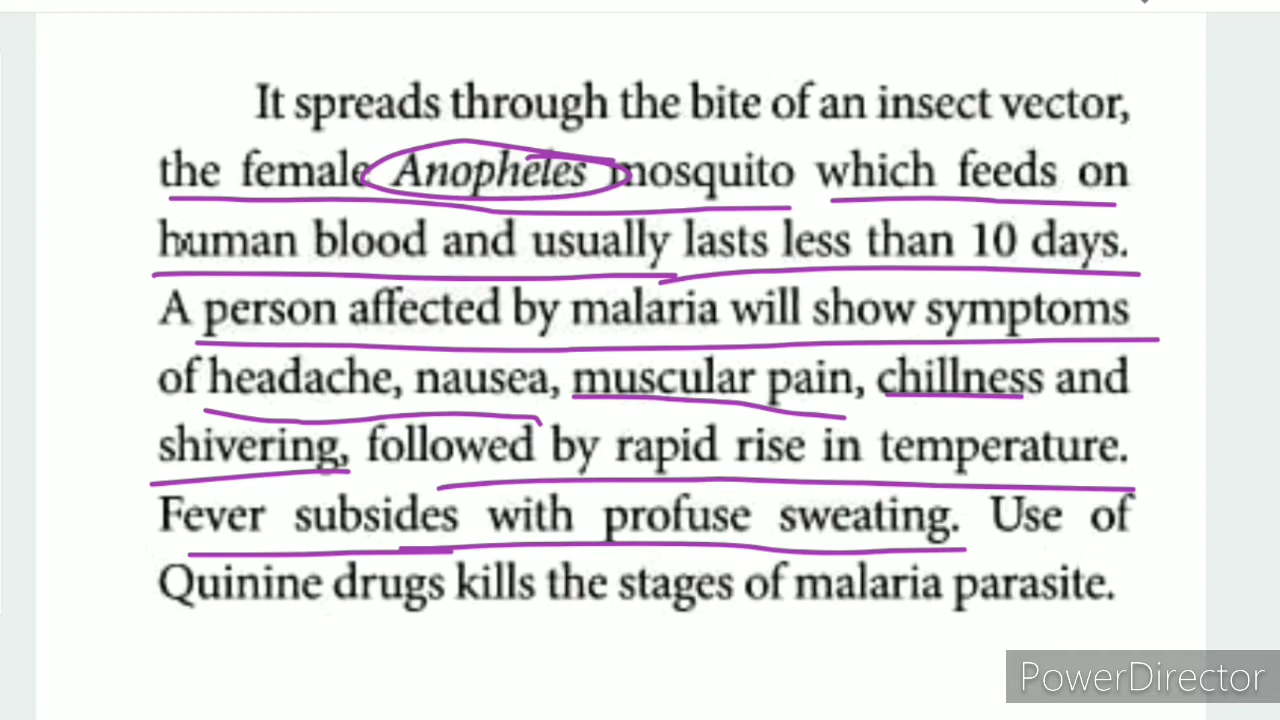 It spreads through the bite of an insect vector,
the female Anopheles mosquito which feeds on
human blood and usually lasts less than 10 days.
A person affected by malaria will show symptoms
of headache, nausea, muscular pain, chillness and
shivering, followed by rapid rise in temperature.
Fever subsides with profuse sweating. Use of
Quinine drugs kills the stages of malaria parasite.
PowerDirector